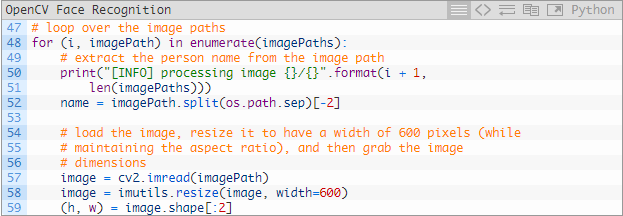 OpenCV Face Recognition
Python
47 # loop over the image paths
48 for (i, imagePath) in enumerate(imagePaths):
49     # extract the person name from the image path
50     print("[INFO] processing image {}/{}".format(i + 1,
51         len(imagePaths)))
52     name = imagePath.split(os.path.sep)[-2]
53
54     # load the image, resize it to have a width of 600 pixels (while
55     # maintaining the aspect ratio), and then grab the image
56     # dimensions
57     image = cv2.imread(imagePath)
58     image = imutils.resize(image, width=600)
59     (h, w) = image.shape[:2]